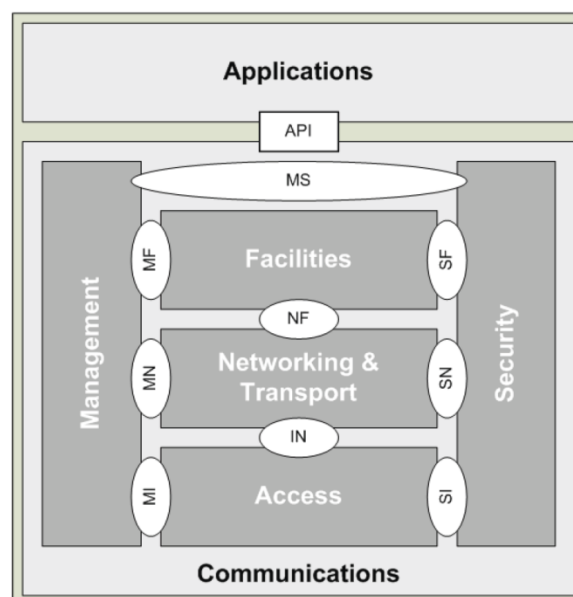 Applications
API
MS
Management
MF
Facilities
SF
Security
NF
MN
Networking &
Transport
SN
IN
MI
Access
SI
Communications